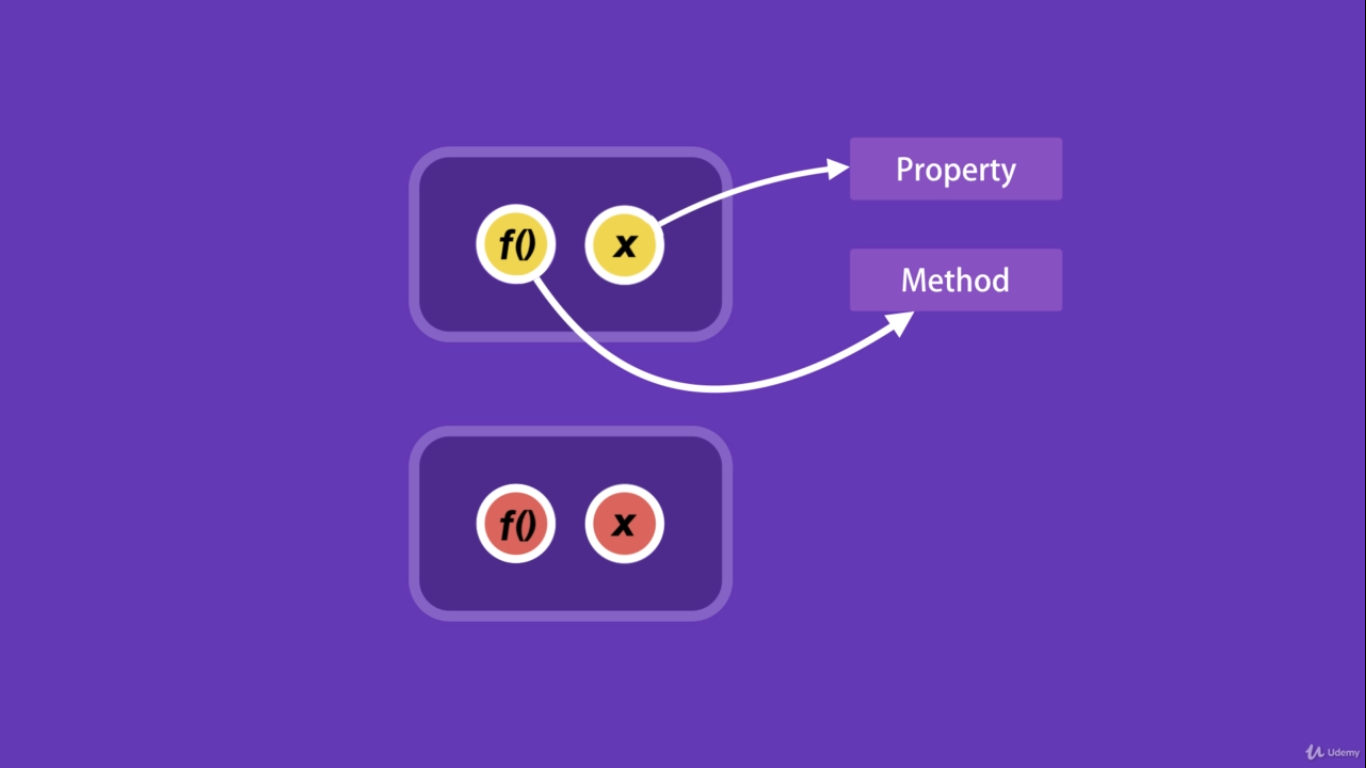 Property
f() x
Method
f() x
Udemy